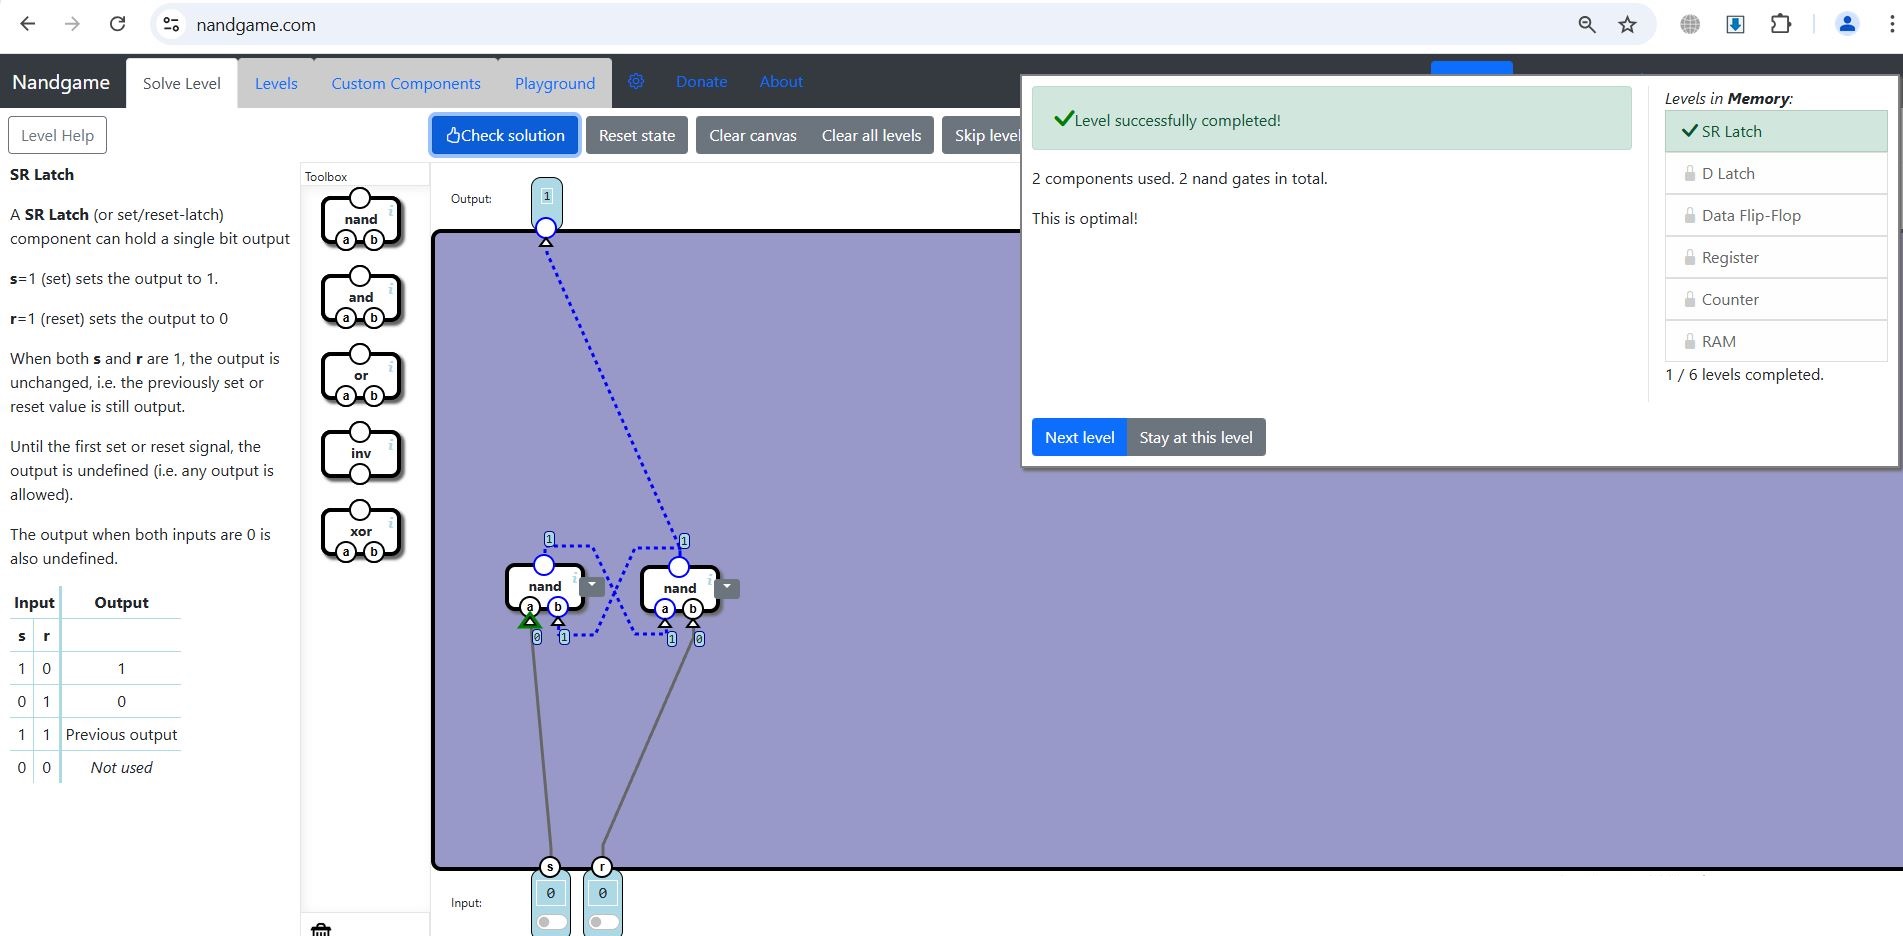 nandgame.com
Nandgame
Solve Level
Levels
Custom Components
Playground
Donate
About
Level Help
Check solution
Reset state
Clear canvas
Clear all levels
Skip level
SR Latch
A SR Latch (or set/reset-latch)
component can hold a single bit output
s=1 (set) sets the output to 1.
r=1 (reset) sets the output to 0
When both s and r are 1, the output is
unchanged, i.e. the previously set or
reset value is still output.
Until the first set or reset signal, the
output is undefined (i.e. any output is
allowed).
The output when both inputs are 0 is
also undefined.
Input Output
s r
1 0 1
0 1 0
1 1 Previous output
0 0 Not used
Toolbox
nand
a b
and
a b
or
a b
inv
xor
a b
Output:
1
1 1
nand nand
a b a b
0 1 1 0
s r
Input:
0 0
Level successfully completed!
2 components used. 2 nand gates in total.
This is optimal!
Next level
Stay at this level
Levels in Memory:
SR Latch
D Latch
Data Flip-Flop
Register
Counter
RAM
1 / 6 levels completed.